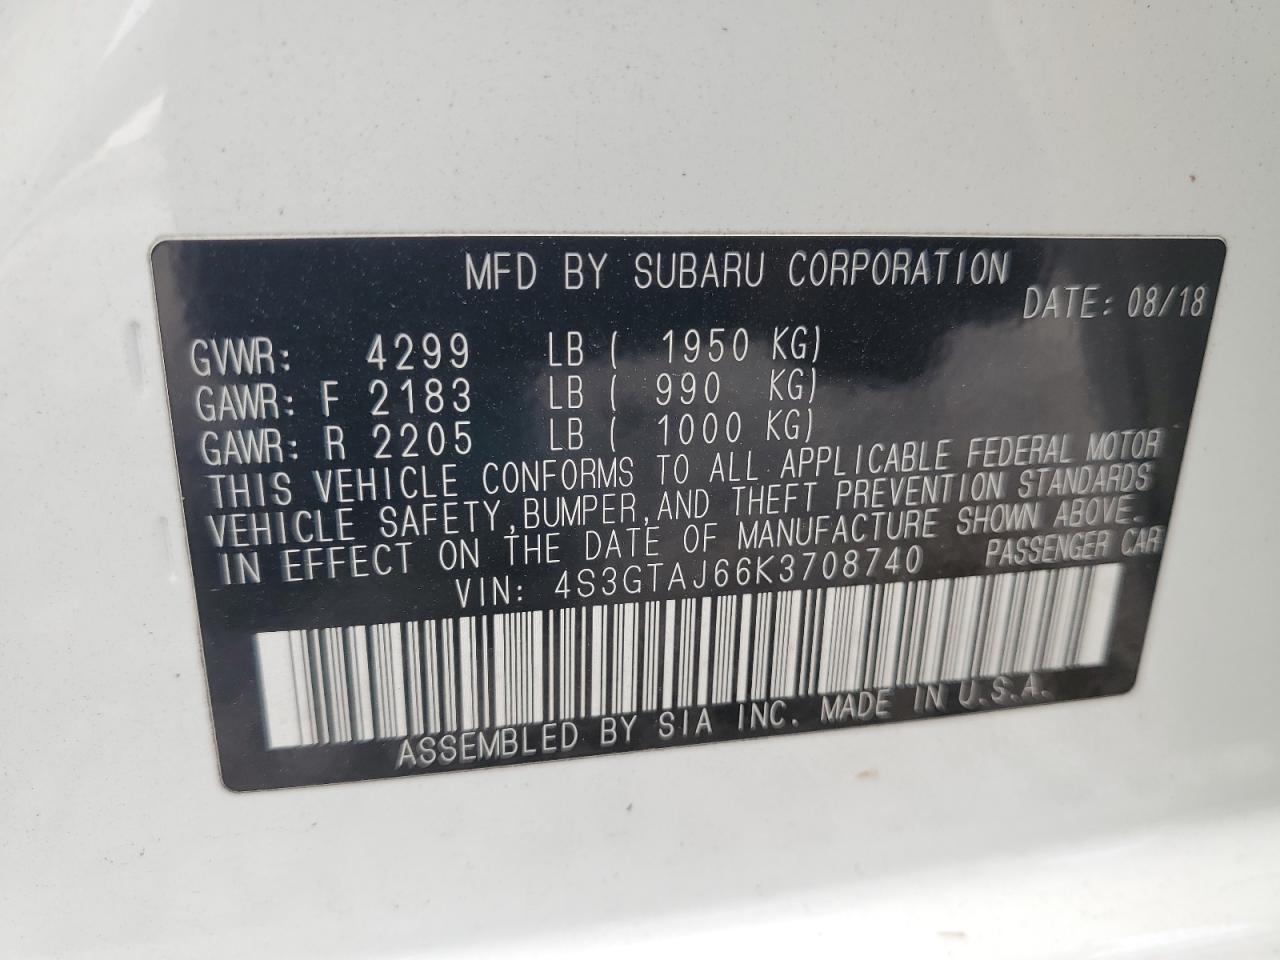 MFD BY SUBARU CORPORATION
DATE: 08/18
GVWR: 4299 LB ( 1950 KG)
GAWR: F 2183 LB ( 990 KG)
GAWR: R 2205 LB ( 1000 KG)
THIS VEHICLE CONFORMS TO ALL APPLICABLE FEDERAL MOTOR
VEHICLE SAFETY, BUMPER, AND THEFT PREVENTION STANDARDS
IN EFFECT ON THE DATE OF MANUFACTURE SHOWN ABOVE.
VIN: 4S3GTAJ66K3708740 PASSENGER CAR
ASSEMBLED BY SIA INC. MADE IN U.S.A.